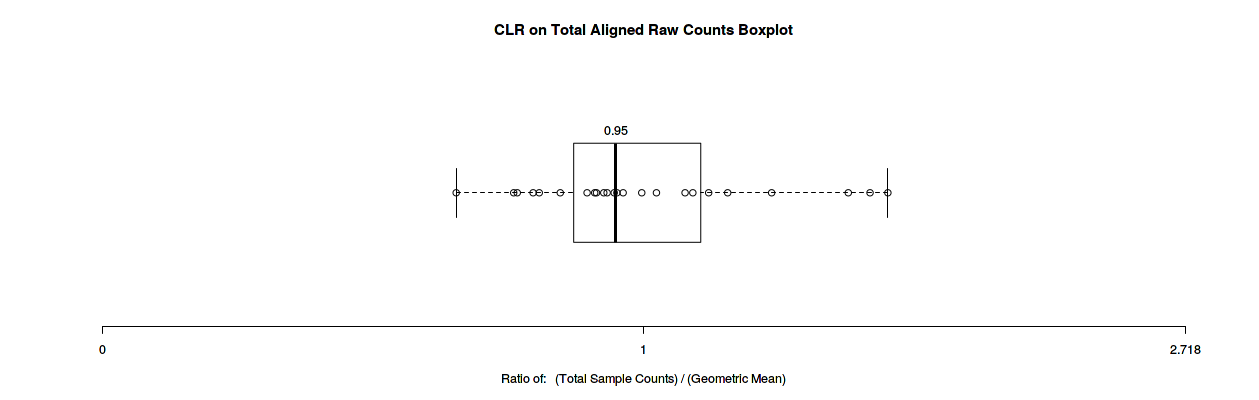 CLR on Total Aligned Raw Counts Boxplot
0.95
0 1 2.718
Ratio of: (Total Sample Counts) / (Geometric Mean)